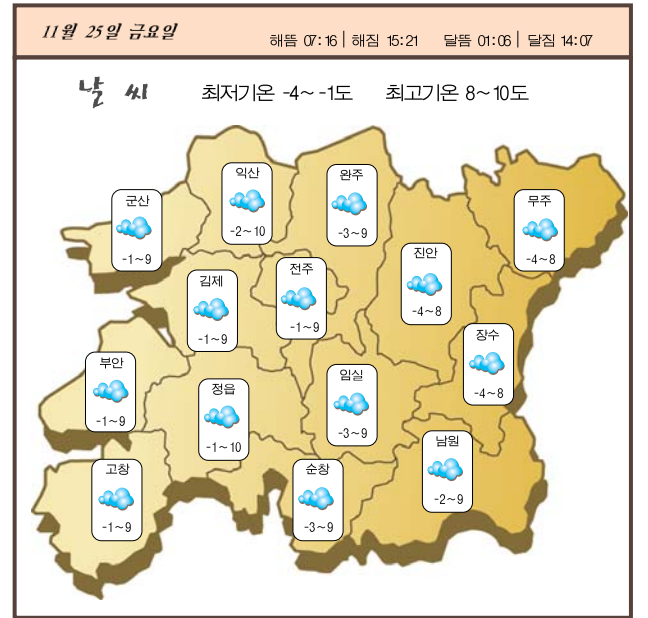 11월 25일 금요일
해뜸 07:16 | 해짐 15:21 달뜸 01:06 | 달짐 14:07
날 씨 최저기온 -4~ -1도 최고기온 8~10도
익산
-2~10
완주
-3~9
군산
-1~9
무주
-4~8
진안
-4~8
전주
-1~9
김제
-1~9
장수
-4~8
부안
-1~9
임실
-3~9
정읍
-1~10
남원
-2~9
고창
-1~9
순창
-3~9